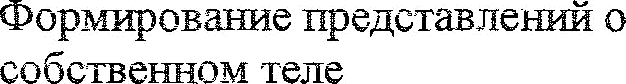 Формирование представлений о
собственном теле